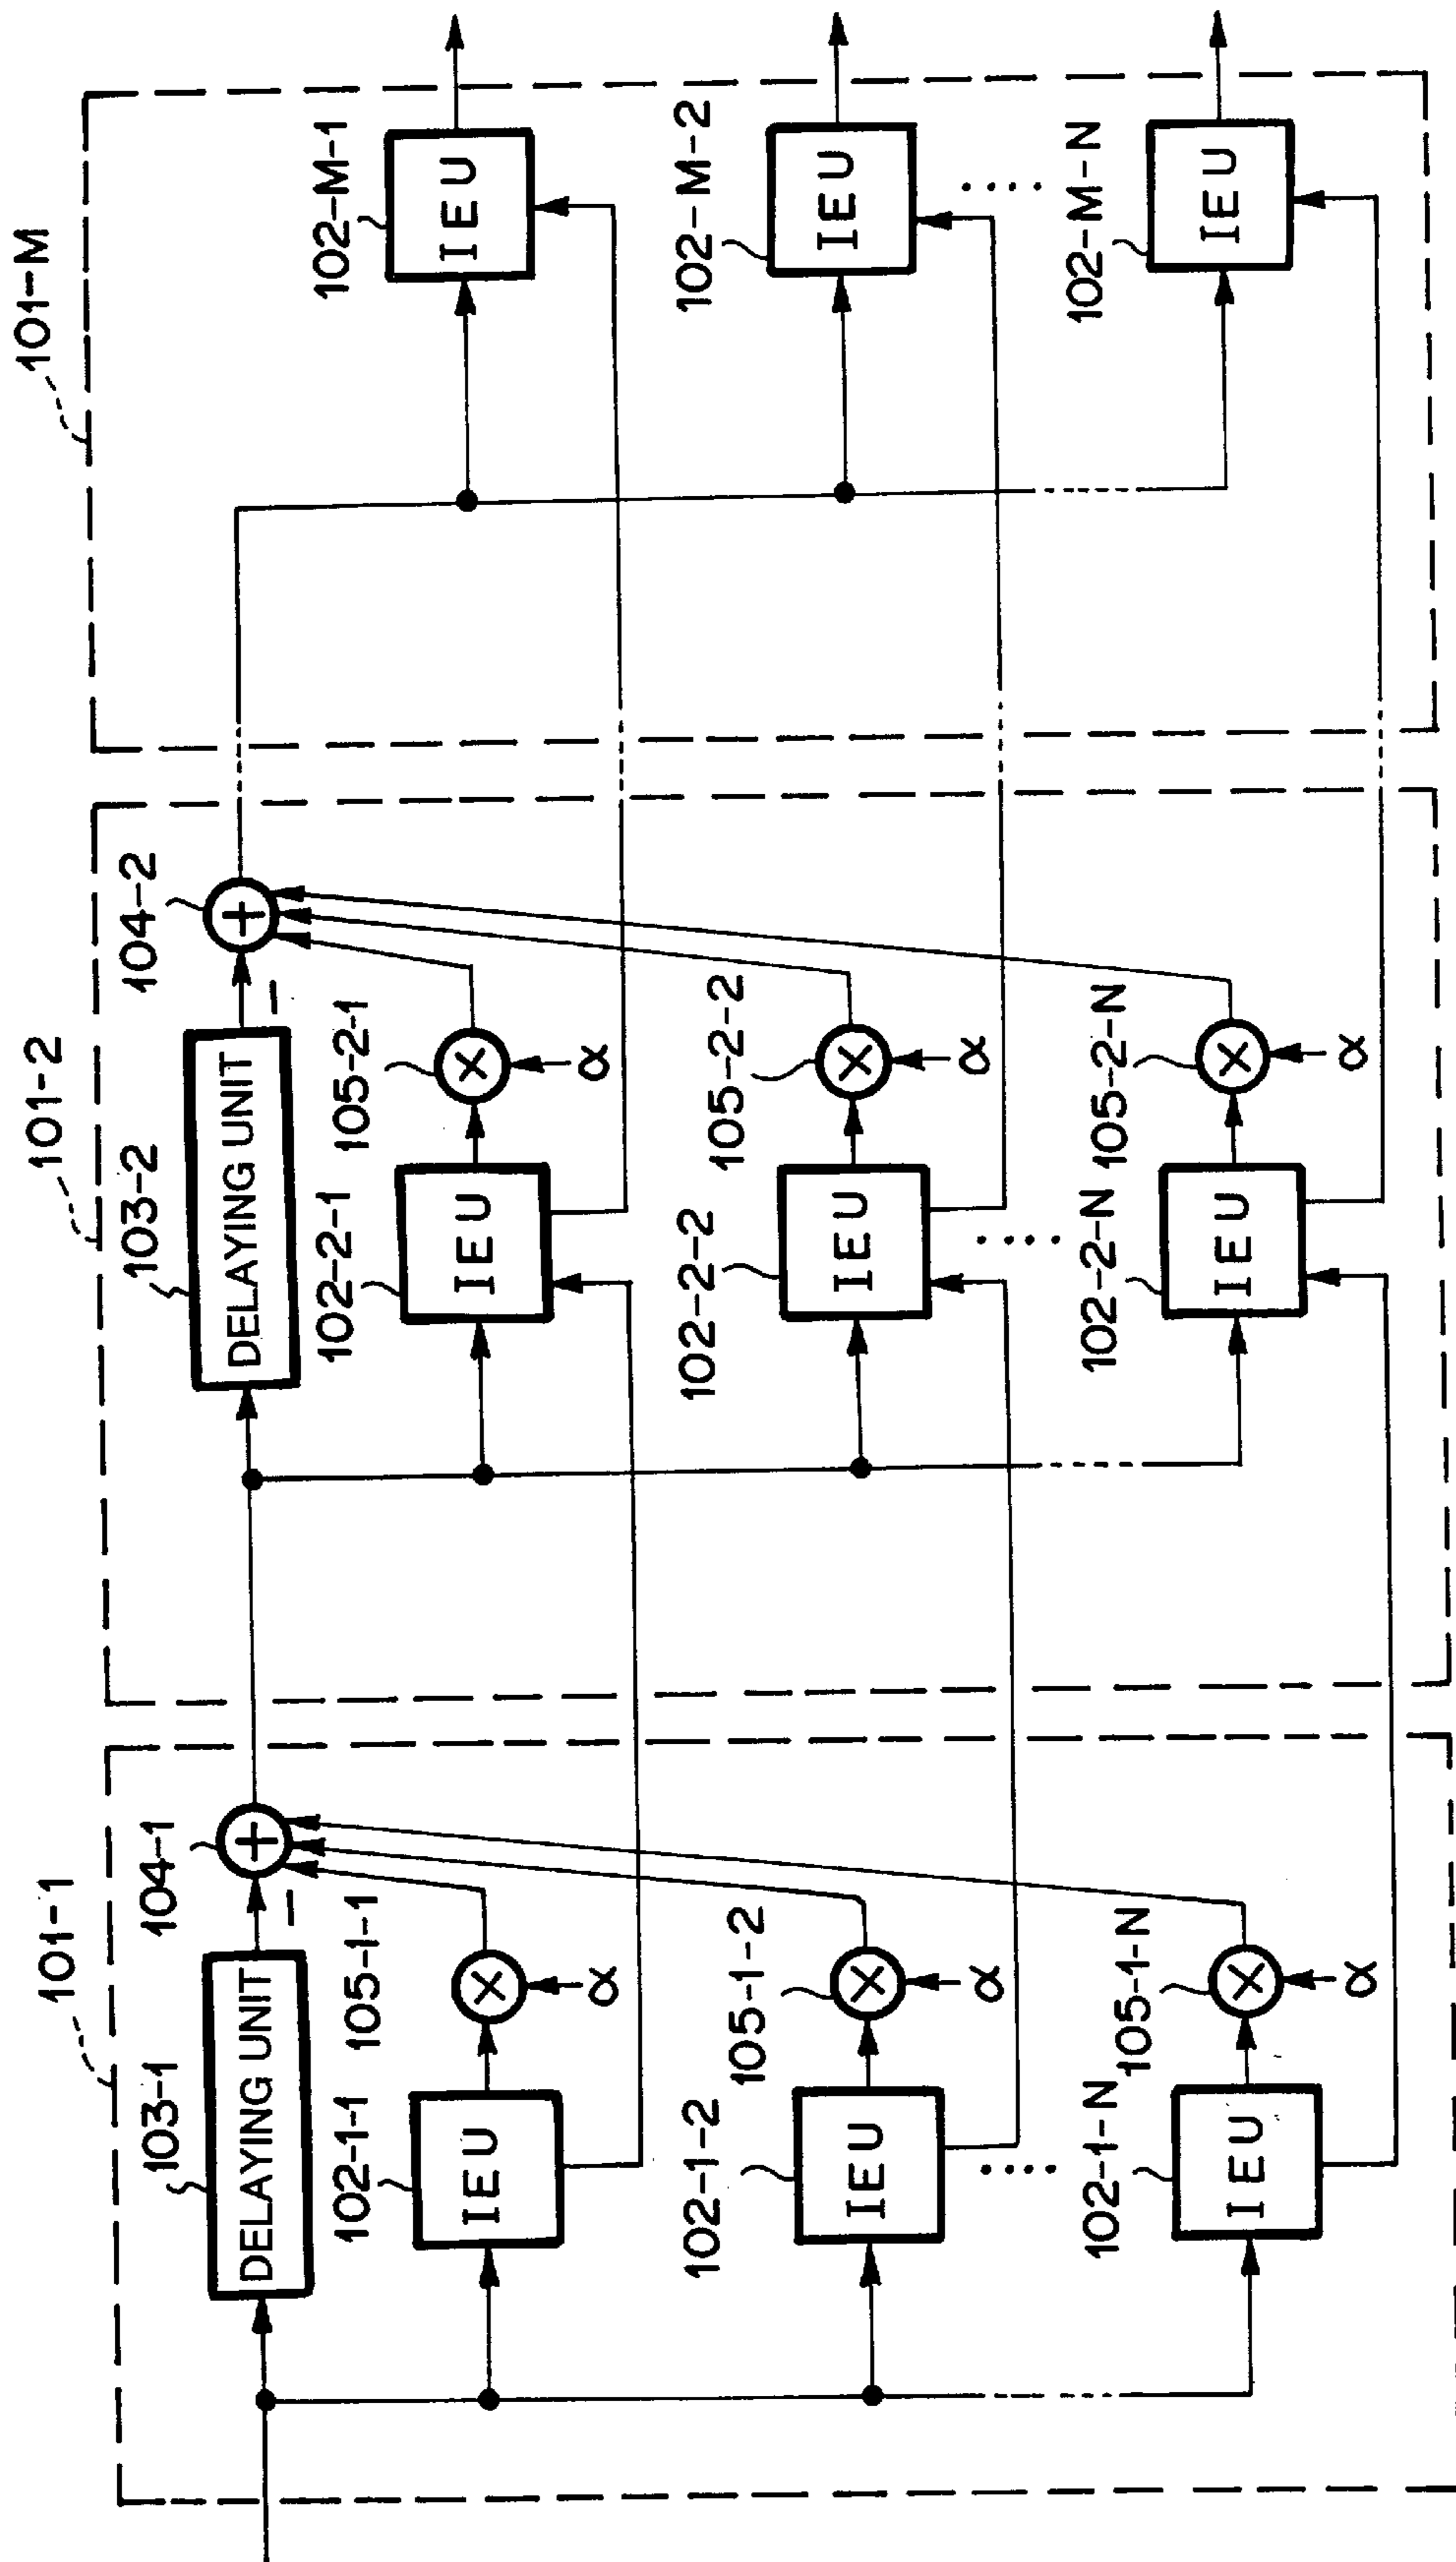 101-1
103-1
DELAYING UNIT
104-1
+
−
102-1-1
IEU
105-1-1
×
α
102-1-2
IEU
105-1-2
×
α
....
102-1-N
IEU
105-1-N
×
α
101-2
103-2
DELAYING UNIT
104-2
+
−
102-2-1
IEU
105-2-1
×
α
102-2-2
IEU
105-2-2
×
α
....
102-2-N
IEU
105-2-N
×
α
101-M
102-M-1
IEU
102-M-2
IEU
....
102-M-N
IEU